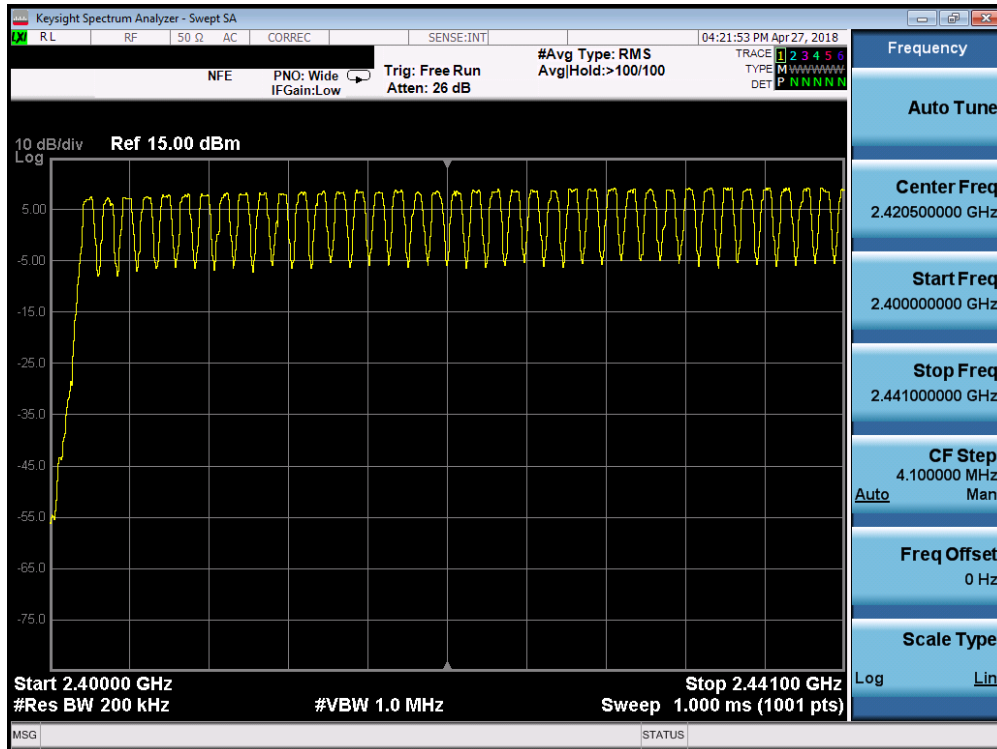 Keysight Spectrum Analyzer - Swept SA
LXI RL RF 50 Ω AC CORREC SENSE:INT 04:21:53 PM Apr 27, 2018
NFE PNO: Wide Trig: Free Run #Avg Type: RMS TRACE 1 2 3 4 5 6
IFGain:Low Atten: 26 dB Avg|Hold:>100/100 TYPE M WWWWW
DET P N N N N N
10 dB/div Ref 15.00 dBm
Log
5.00
-5.00
-15.0
-25.0
-35.0
-45.0
-55.0
-65.0
-75.0
Start 2.40000 GHz Stop 2.44100 GHz
#Res BW 200 kHz #VBW 1.0 MHz Sweep 1.000 ms (1001 pts)
MSG STATUS
Frequency
Auto Tune
Center Freq
2.420500000 GHz
Start Freq
2.400000000 GHz
Stop Freq
2.441000000 GHz
CF Step
4.100000 MHz
Auto Man
Freq Offset
0 Hz
Scale Type
Log Lin